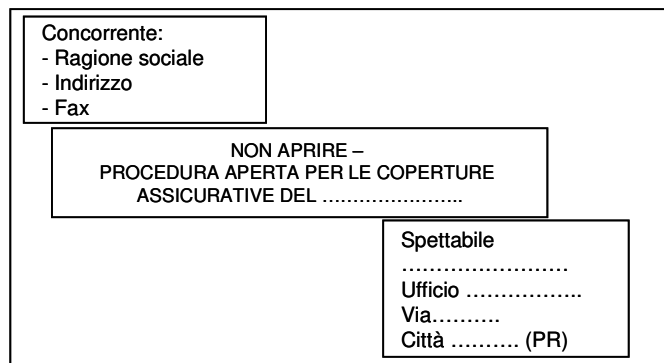 Concorrente:
- Ragione sociale
- Indirizzo
- Fax
NON APRIRE –
PROCEDURA APERTA PER LE COPERTURE
ASSICURATIVE DEL ........................
Spettabile
............................
Ufficio ...................
Via...........
Città .......... (PR)